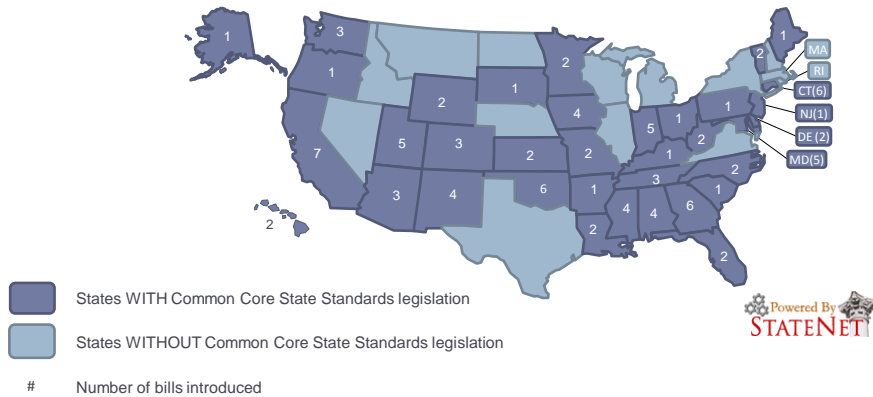 1
3
1
MA
2
2
RI
1
1
CT(6)
2
1
NJ(1)
4
1
5
2
DE (2)
5
3
2
7
2
1
MD(5)
2
3
3
4
6
1
1
4
4
6
2
2
2
States WITH Common Core State Standards legislation
Powered By
STATENET
States WITHOUT Common Core State Standards legislation
# Number of bills introduced